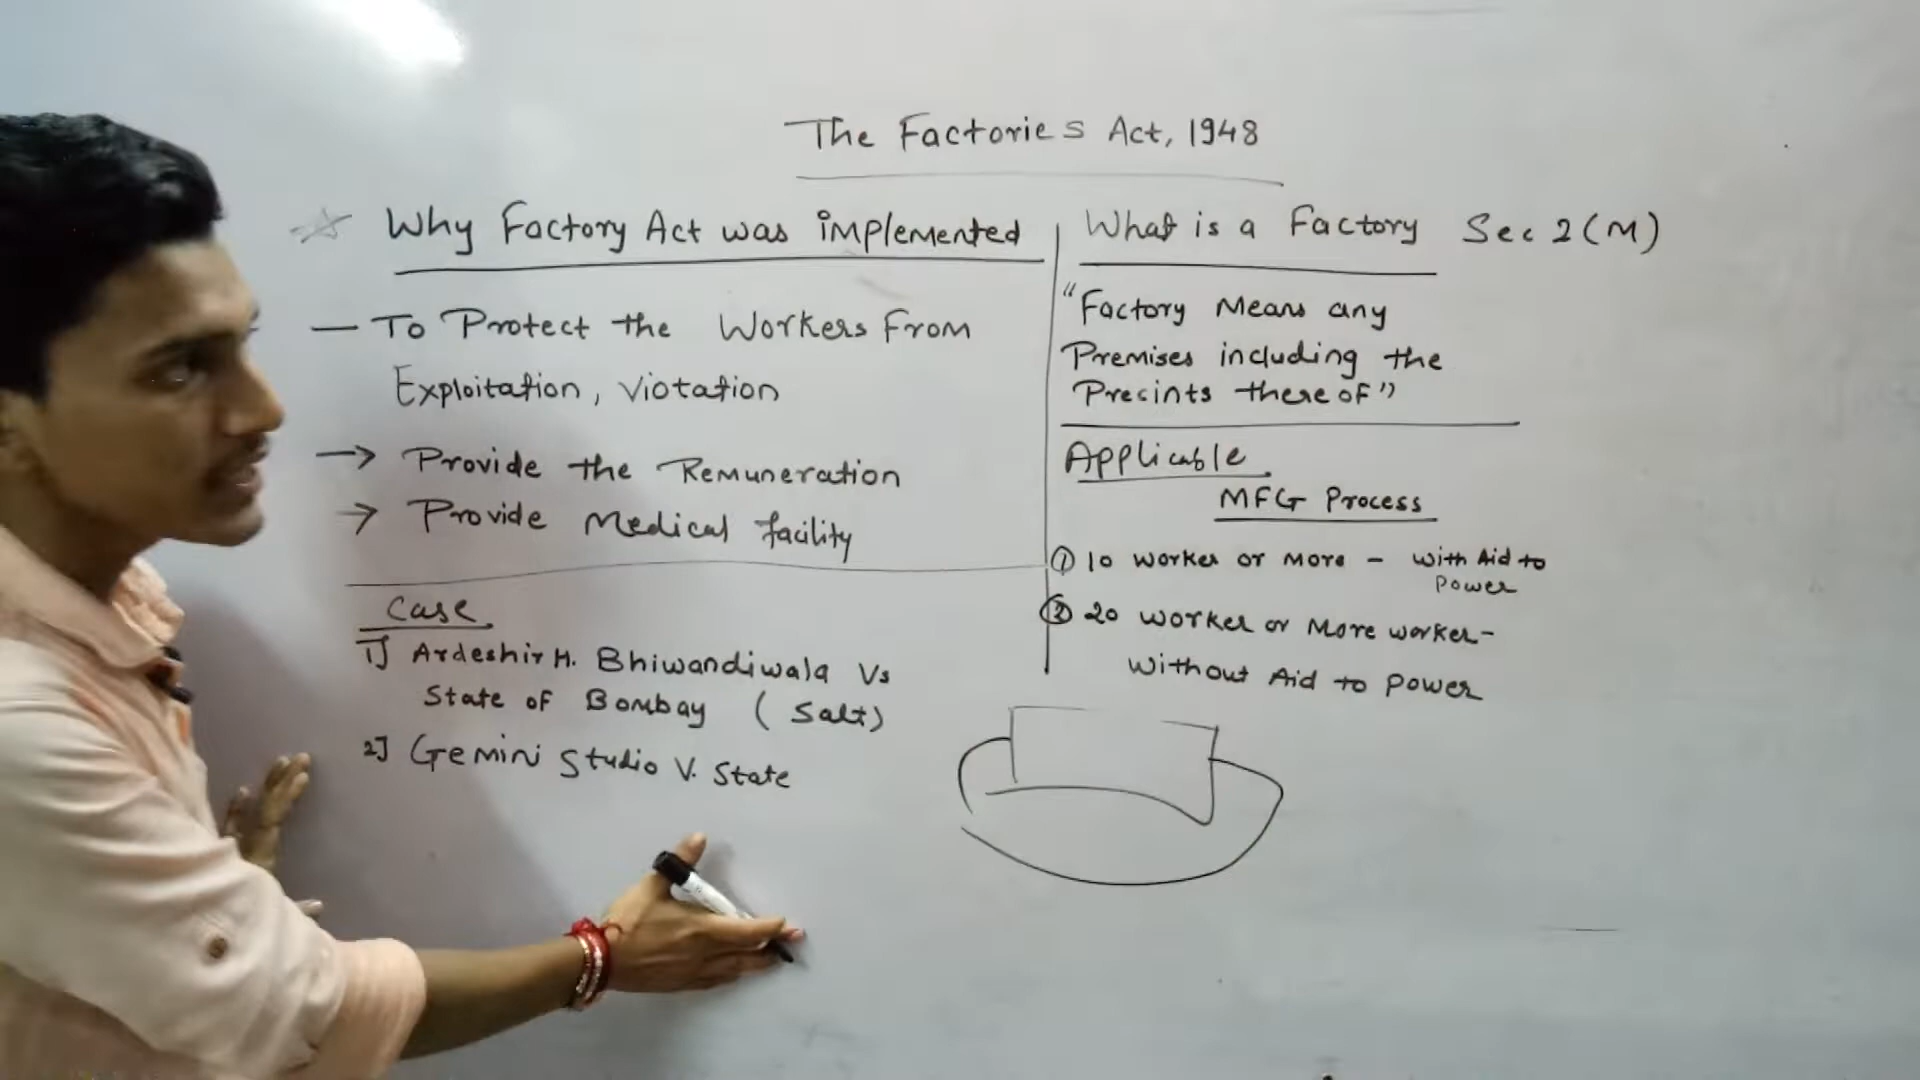 The Factories Act, 1948
Why Factory Act was implemented
— To Protect the Workers From
Exploitation, Viotation
→ Provide the Remuneration
→ Provide Medical facility
Case
1] Ardeshir H. Bhiwandiwala Vs
State of Bombay (Salt)
2] Gemini Studio V. State
What is a Factory Sec 2(M)
"Factory Means any
Premises including the
Precints thereof"
Applicable
MFG Process
① 10 worker or more - with Aid to
Power
② 20 worker or More worker-
Without Aid to Power